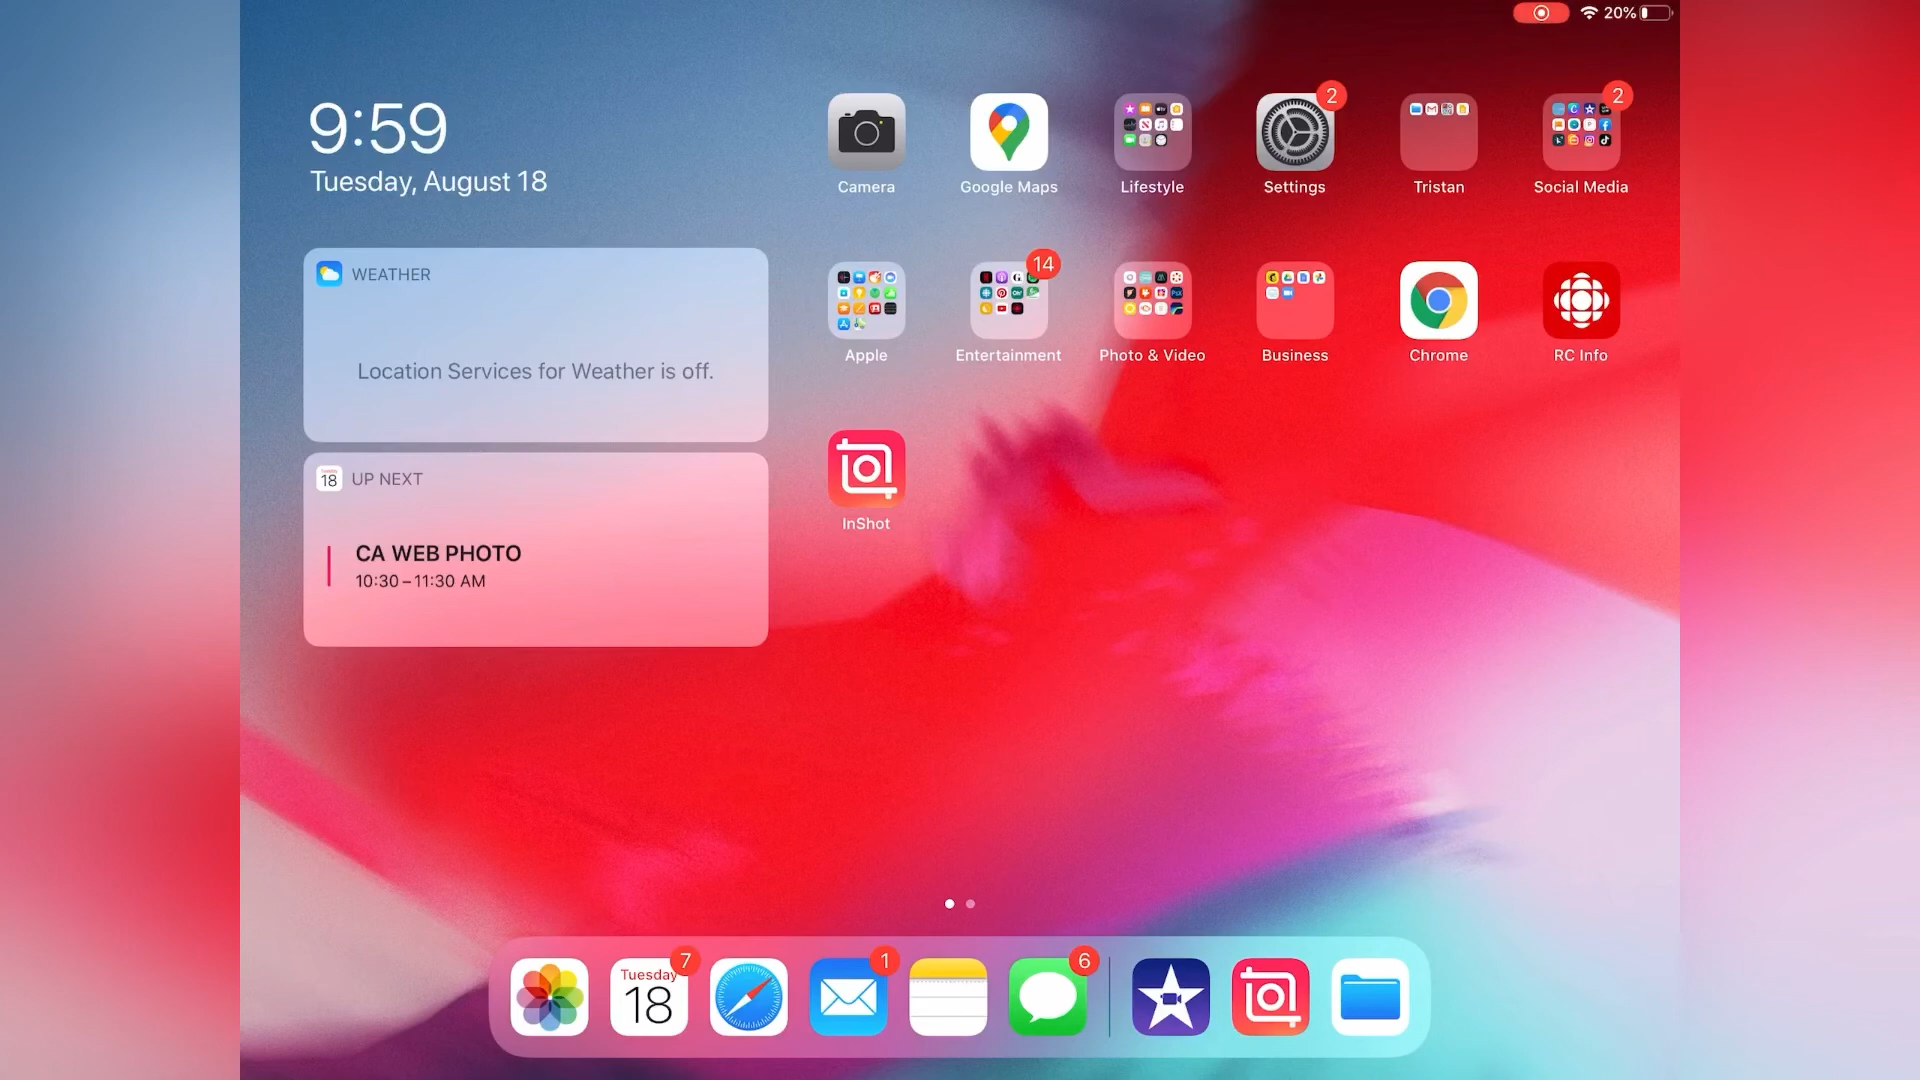 20%
9:59
Tuesday, August 18
WEATHER
Location Services for Weather is off.
18
UP NEXT
CA WEB PHOTO
10:30 – 11:30 AM
2
2
Camera
Google Maps
Lifestyle
Settings
Tristan
Social Media
14
Apple
Entertainment
Photo & Video
Business
Chrome
RC Info
InShot
7
1
6
Tuesday
18